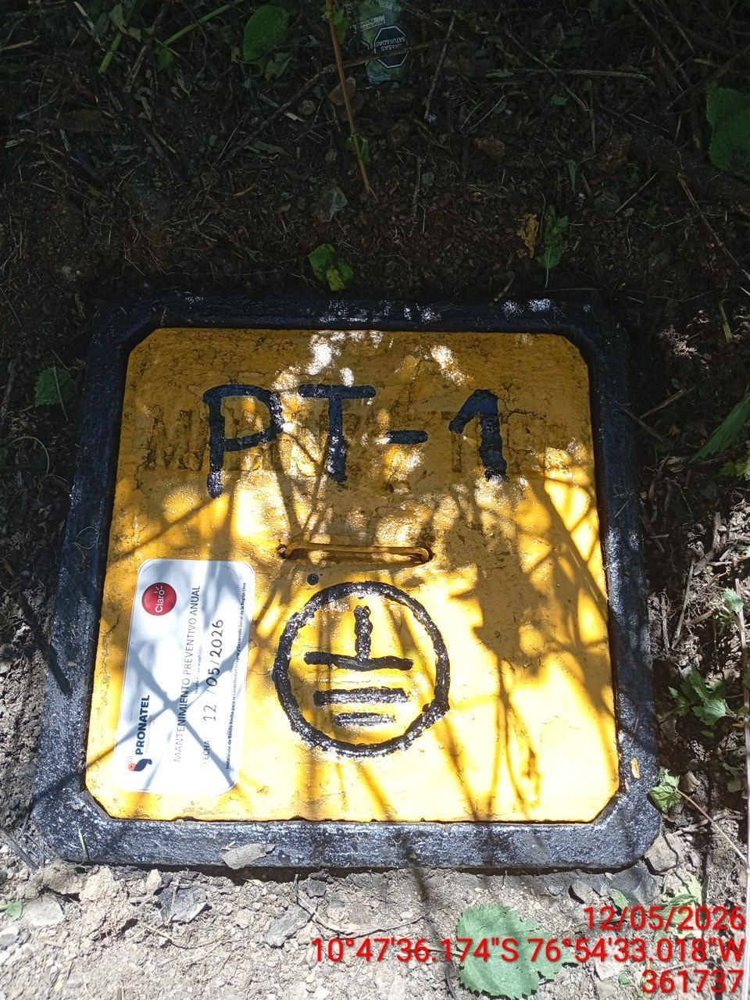 SATURADAS
PT-1
Claro
PRONATEL
MANTENIMIENTO PREVENTIVO ANUAL
FECHA 12 / 05 / 2026
12/05/2026
10°47'36.174"S 76°54'33.018"W
361737